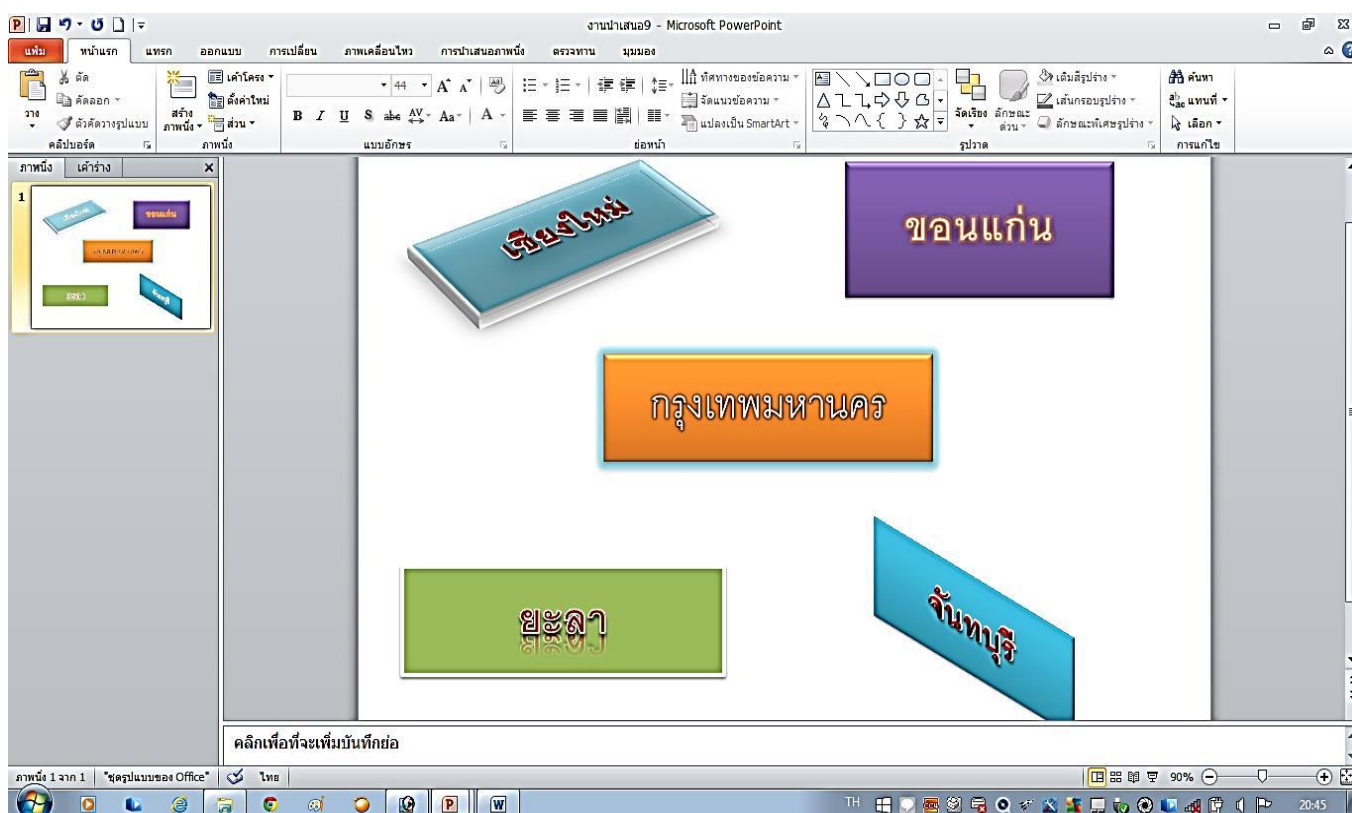 งานนำเสนอ9 - Microsoft PowerPoint
แฟ้ม หน้าแรก แทรก ออกแบบ การเปลี่ยน ภาพเคลื่อนไหว การนำเสนอภาพนิ่ง ตรวจทาน มุมมอง
วาง
ตัด
คัดลอก
ตัวคัดวางรูปแบบ
คลิปบอร์ด
สร้าง
ภาพนิ่ง
เค้าโครง
ตั้งค่าใหม่
ส่วน
ภาพนิ่ง
44
B I U S abc AV Aa A
แบบอักษร
ทิศทางของข้อความ
จัดแนวข้อความ
แปลงเป็น SmartArt
ย่อหน้า
จัดเรียง
ลักษณะ
ด่วน
เติมสีรูปร่าง
เส้นกรอบรูปร่าง
ลักษณะพิเศษรูปร่าง
รูปวาด
ค้นหา
แทนที่
เลือก
การแก้ไข
ภาพนิ่ง เค้าร่าง
1
เชียงใหม่
ขอนแก่น
กรุงเทพมหานคร
ยะลา
จันทบุรี
คลิกเพื่อที่จะเพิ่มบันทึกย่อ
ภาพนิ่ง 1 จาก 1 "ชุดรูปแบบของ Office" ไทย 90%
TH 20:45